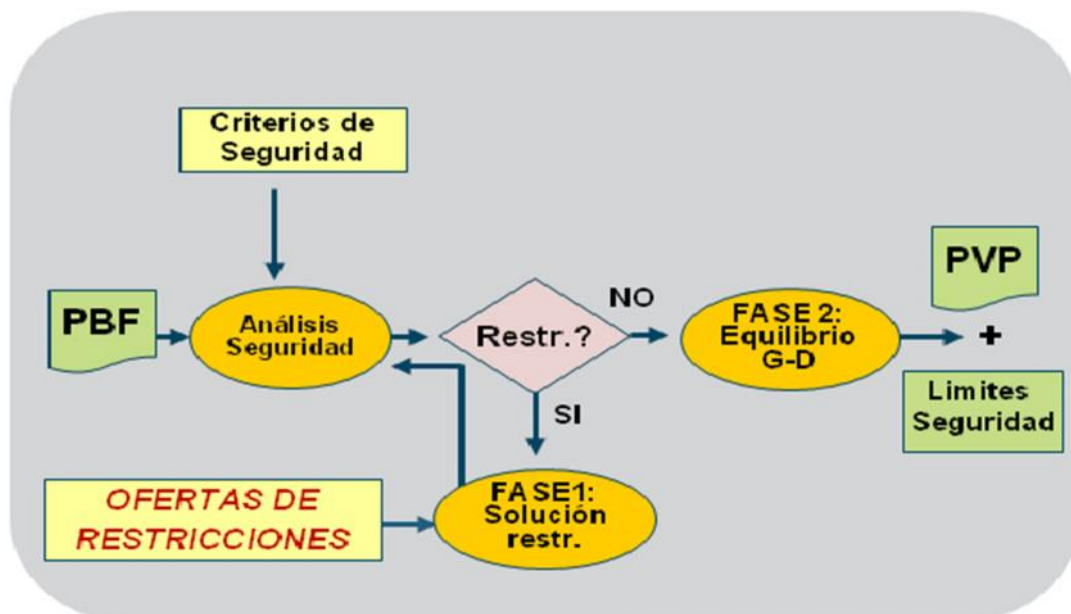 Criterios de
Seguridad
PBF
Análisis
Seguridad
Restr.?
NO
SI
FASE 2:
Equilibrio
G-D
PVP
+
Limites
Seguridad
OFERTAS DE
RESTRICCIONES
FASE1:
Solución
restr.